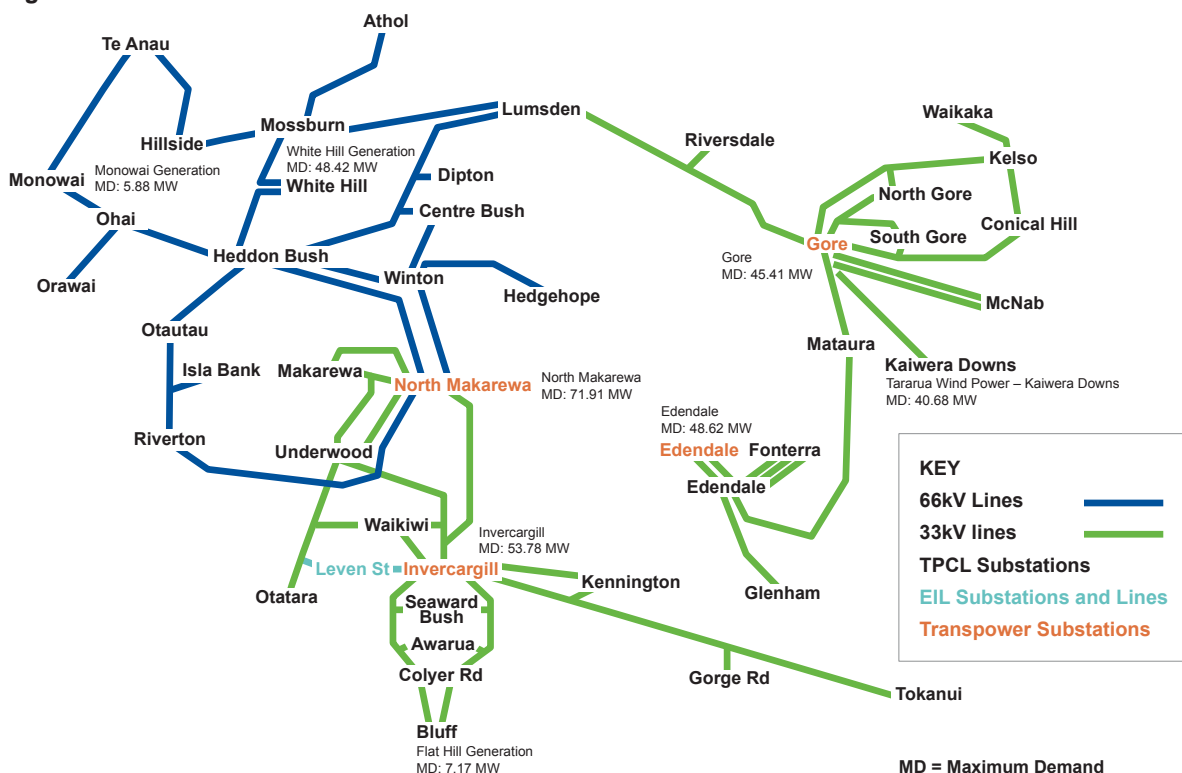 Athol
Te Anau
Lumsden
Waikaka
Mossburn
Riversdale
Hillside
White Hill Generation
MD: 48.42 MW
Kelso
Monowai Generation
MD: 5.88 MW
Monowai
White Hill
Dipton
North Gore
Ohai
Centre Bush
Conical Hill
South Gore
Gore
Heddon Bush
Gore
MD: 45.41 MW
Orawai
Winton
Hedgehope
McNab
Otautau
Mataura
Isla Bank
Makarewa
Kaiwera Downs
Tararua Wind Power – Kaiwera Downs
MD: 40.68 MW
North Makarewa
North Makarewa
MD: 71.91 MW
Edendale
MD: 48.62 MW
Riverton
Underwood
Edendale
Fonterra
KEY
66kV Lines
33kV lines
TPCL Substations
EIL Substations and Lines
Transpower Substations
Edendale
Waikiwi
Invercargill
MD: 53.78 MW
Leven St
Invercargill
Kennington
Otatara
Glenham
Seaward
Bush
Awarua
Colyer Rd
Gorge Rd
Tokanui
Bluff
Flat Hill Generation
MD: 7.17 MW
MD = Maximum Demand